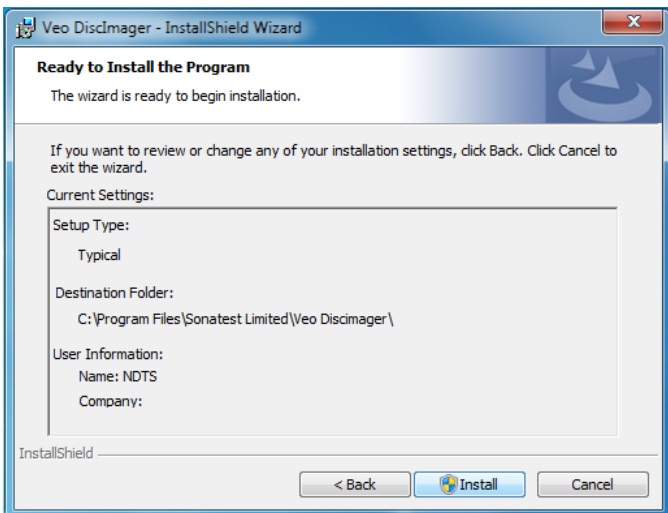 Veo DiscImager - InstallShield Wizard
Ready to Install the Program
The wizard is ready to begin installation.
If you want to review or change any of your installation settings, click Back. Click Cancel to
exit the wizard.
Current Settings:
Setup Type:
Typical
Destination Folder:
C:\Program Files\Sonatest Limited\Veo Discimager\
User Information:
Name: NDTS
Company:
InstallShield
< Back
Install
Cancel